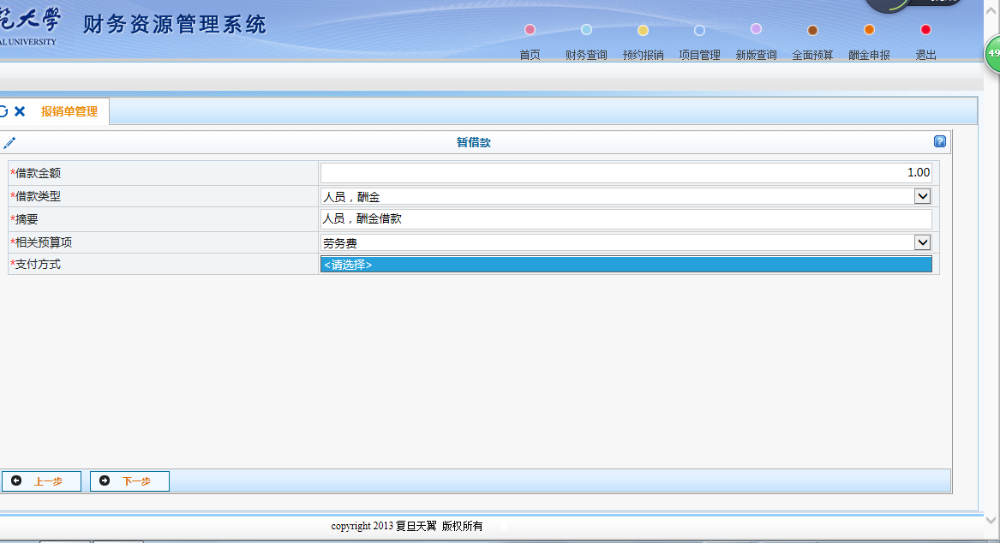 范大學
AL UNIVERSITY
财务资源管理系统
首页 财务查询 预约报销 项目管理 新版查询 全面预算 酬金申报 退出
49
报销单管理
暂借款
?
*借款金额 1.00
*借款类型 人员，酬金
*摘要 人员，酬金借款
*相关预算项 劳务费
*支付方式 <请选择>
上一步 下一步
copyright 2013 复旦天翼 版权所有